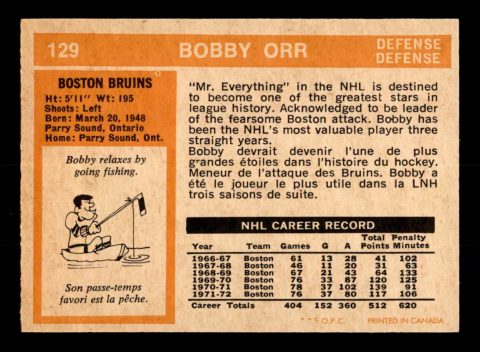 129
BOBBY ORR
DEFENSE
DEFENSE
BOSTON BRUINS
Ht: 5'11" Wt: 195
Shoots: Left
Born: March 20, 1948
Parry Sound, Ontario
Home: Parry Sound, Ont.
Bobby relaxes by
going fishing.
Son passe-temps
favori est la pêche.
"Mr. Everything" in the NHL is destined
to become one of the greatest stars in
league history. Acknowledged to be leader
of the fearsome Boston attack. Bobby has
been the NHL's most valuable player three
straight years.
Bobby devrait devenir l'une de plus
grandes étoiles dans l'histoire du hockey.
Meneur de l'attaque des Bruins. Bobby a
été le joueur le plus utile dans la LNH
trois saisons de suite.
NHL CAREER RECORD
Year Team Games G A Total Points Penalty Minutes
1966-67 Boston 61 13 28 41 102
1967-68 Boston 46 11 20 31 63
1968-69 Boston 67 21 43 64 133
1969-70 Boston 76 33 87 120 125
1970-71 Boston 78 37 102 139 91
1971-72 Boston 76 37 80 117 106
Career Totals 404 152 360 512 620
**© O.P.C. PRINTED IN CANADA